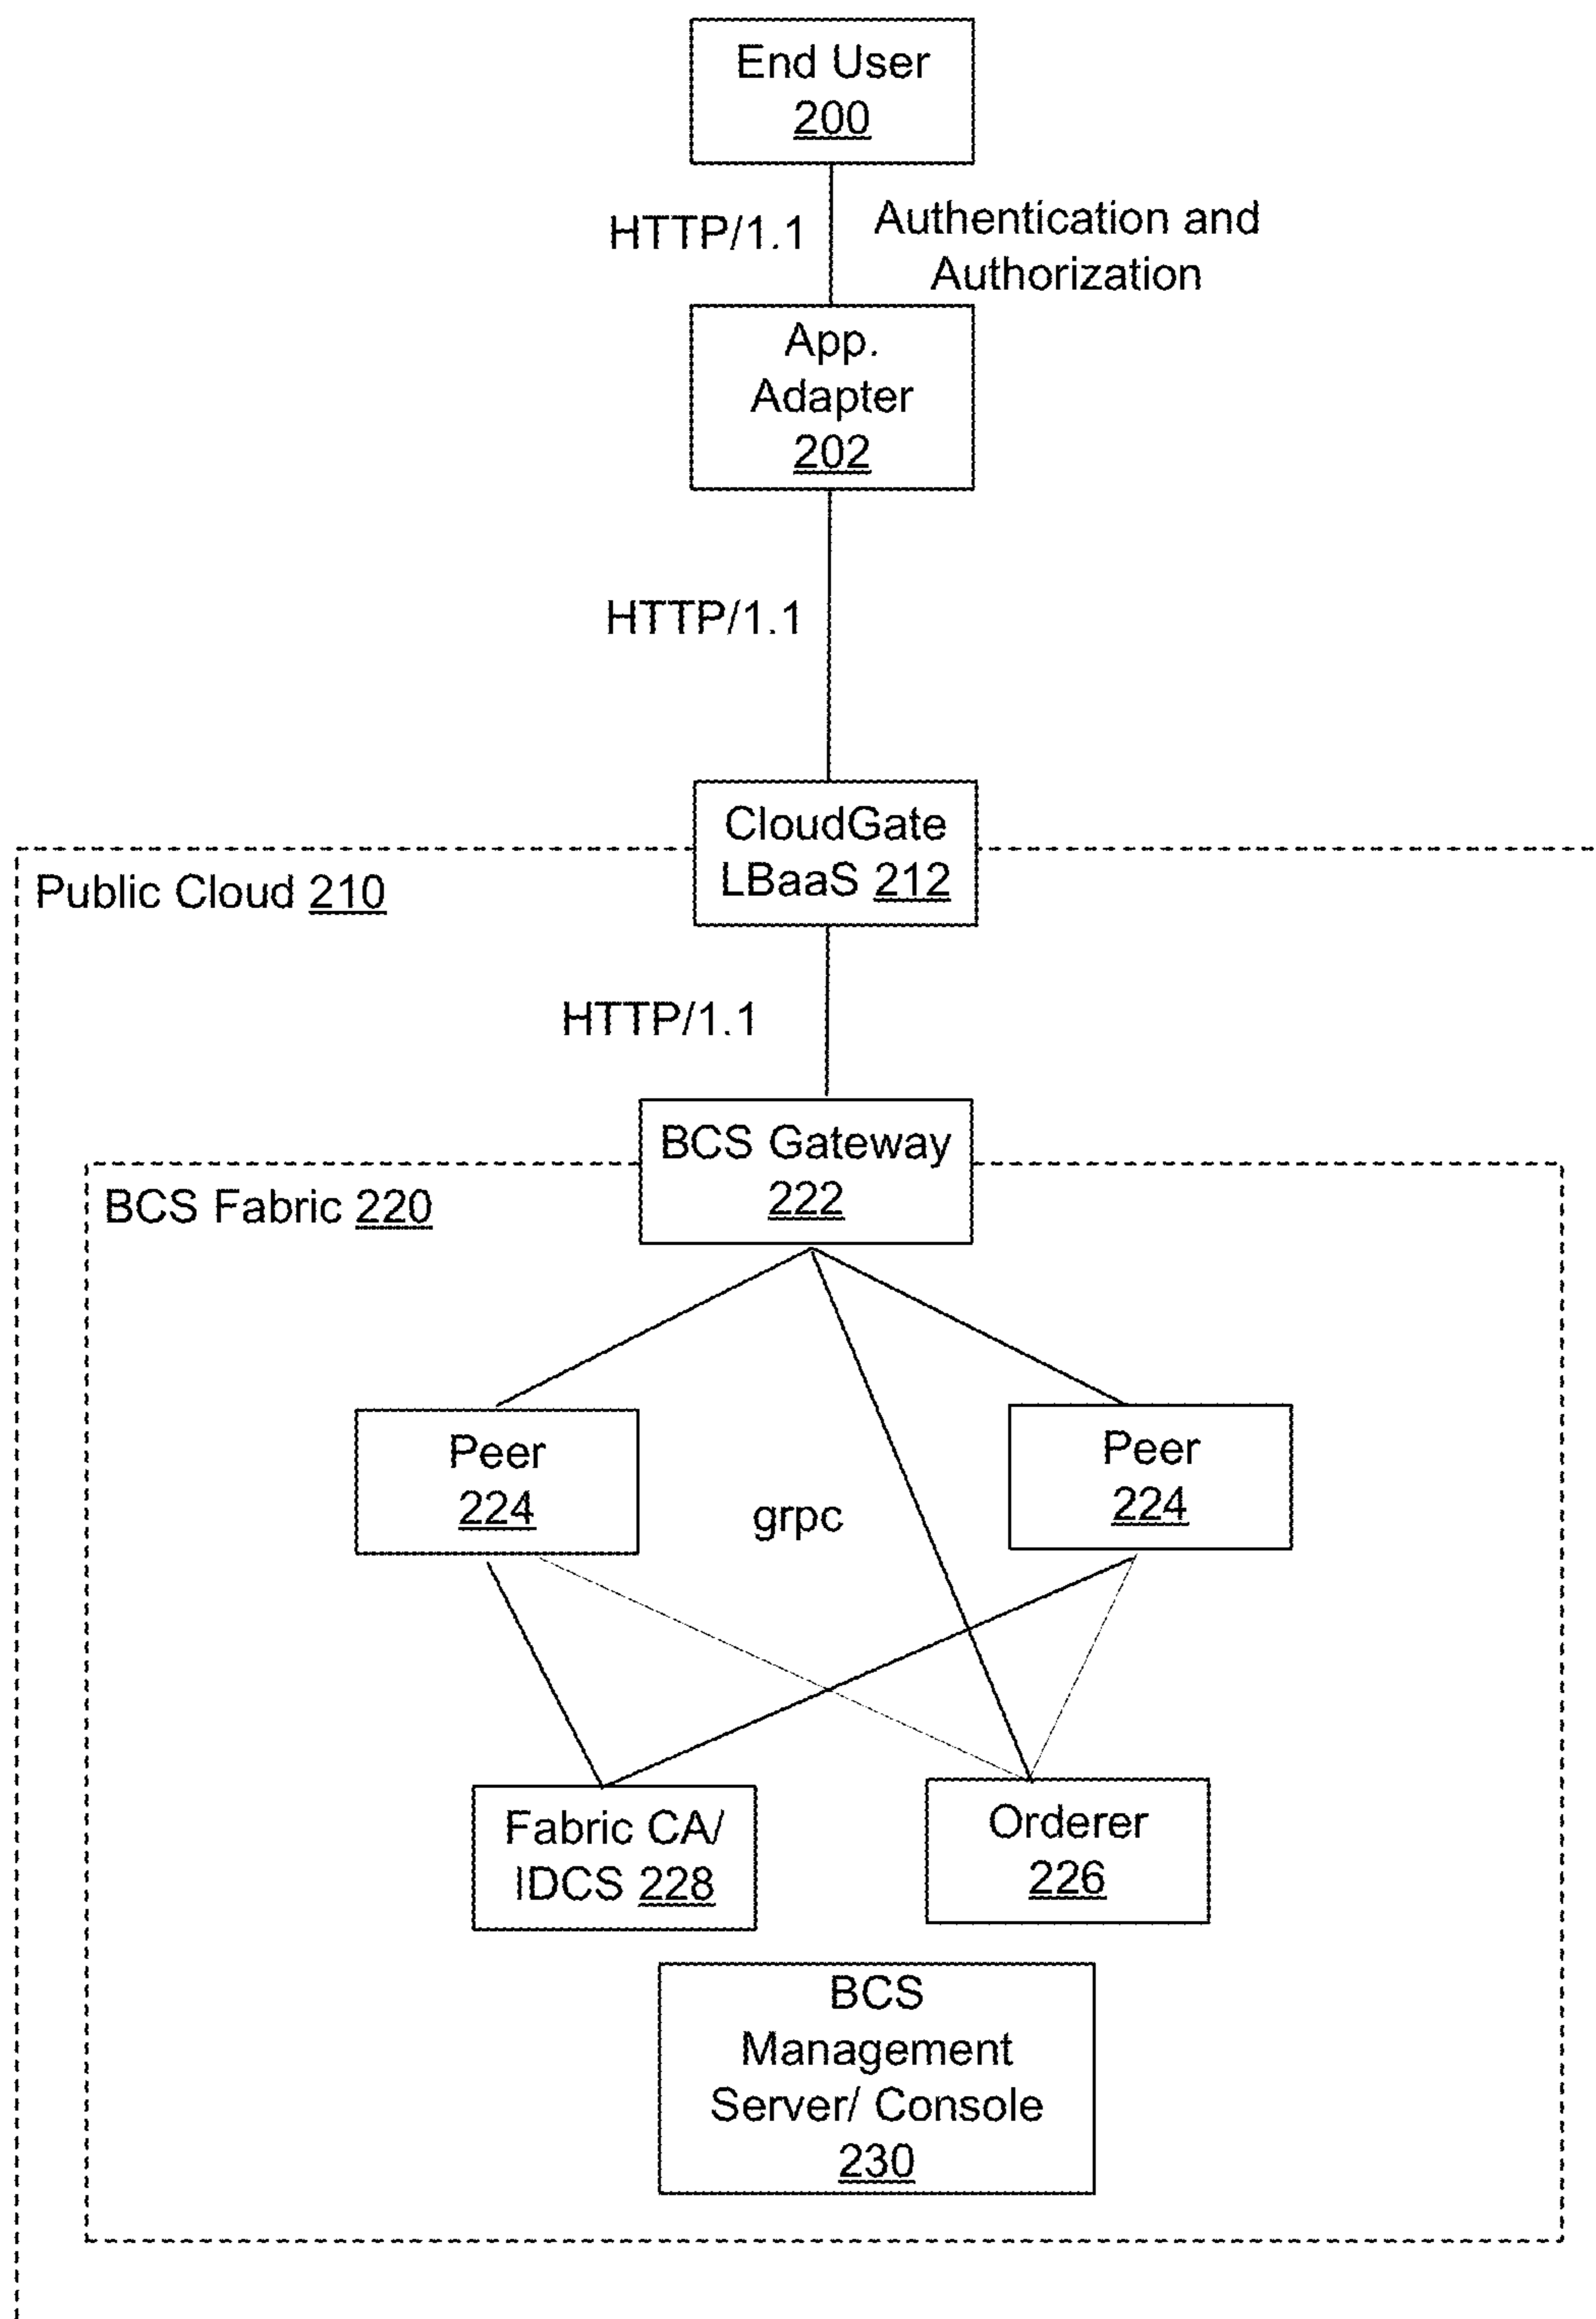 End User
200
HTTP/1.1
Authentication and
Authorization
App.
Adapter
202
HTTP/1.1
CloudGate
LBaaS 212
Public Cloud 210
HTTP/1.1
BCS Gateway
222
BCS Fabric 220
Peer
224
Peer
224
grpc
Fabric CA/
IDCS 228
Orderer
226
BCS
Management
Server/ Console
230